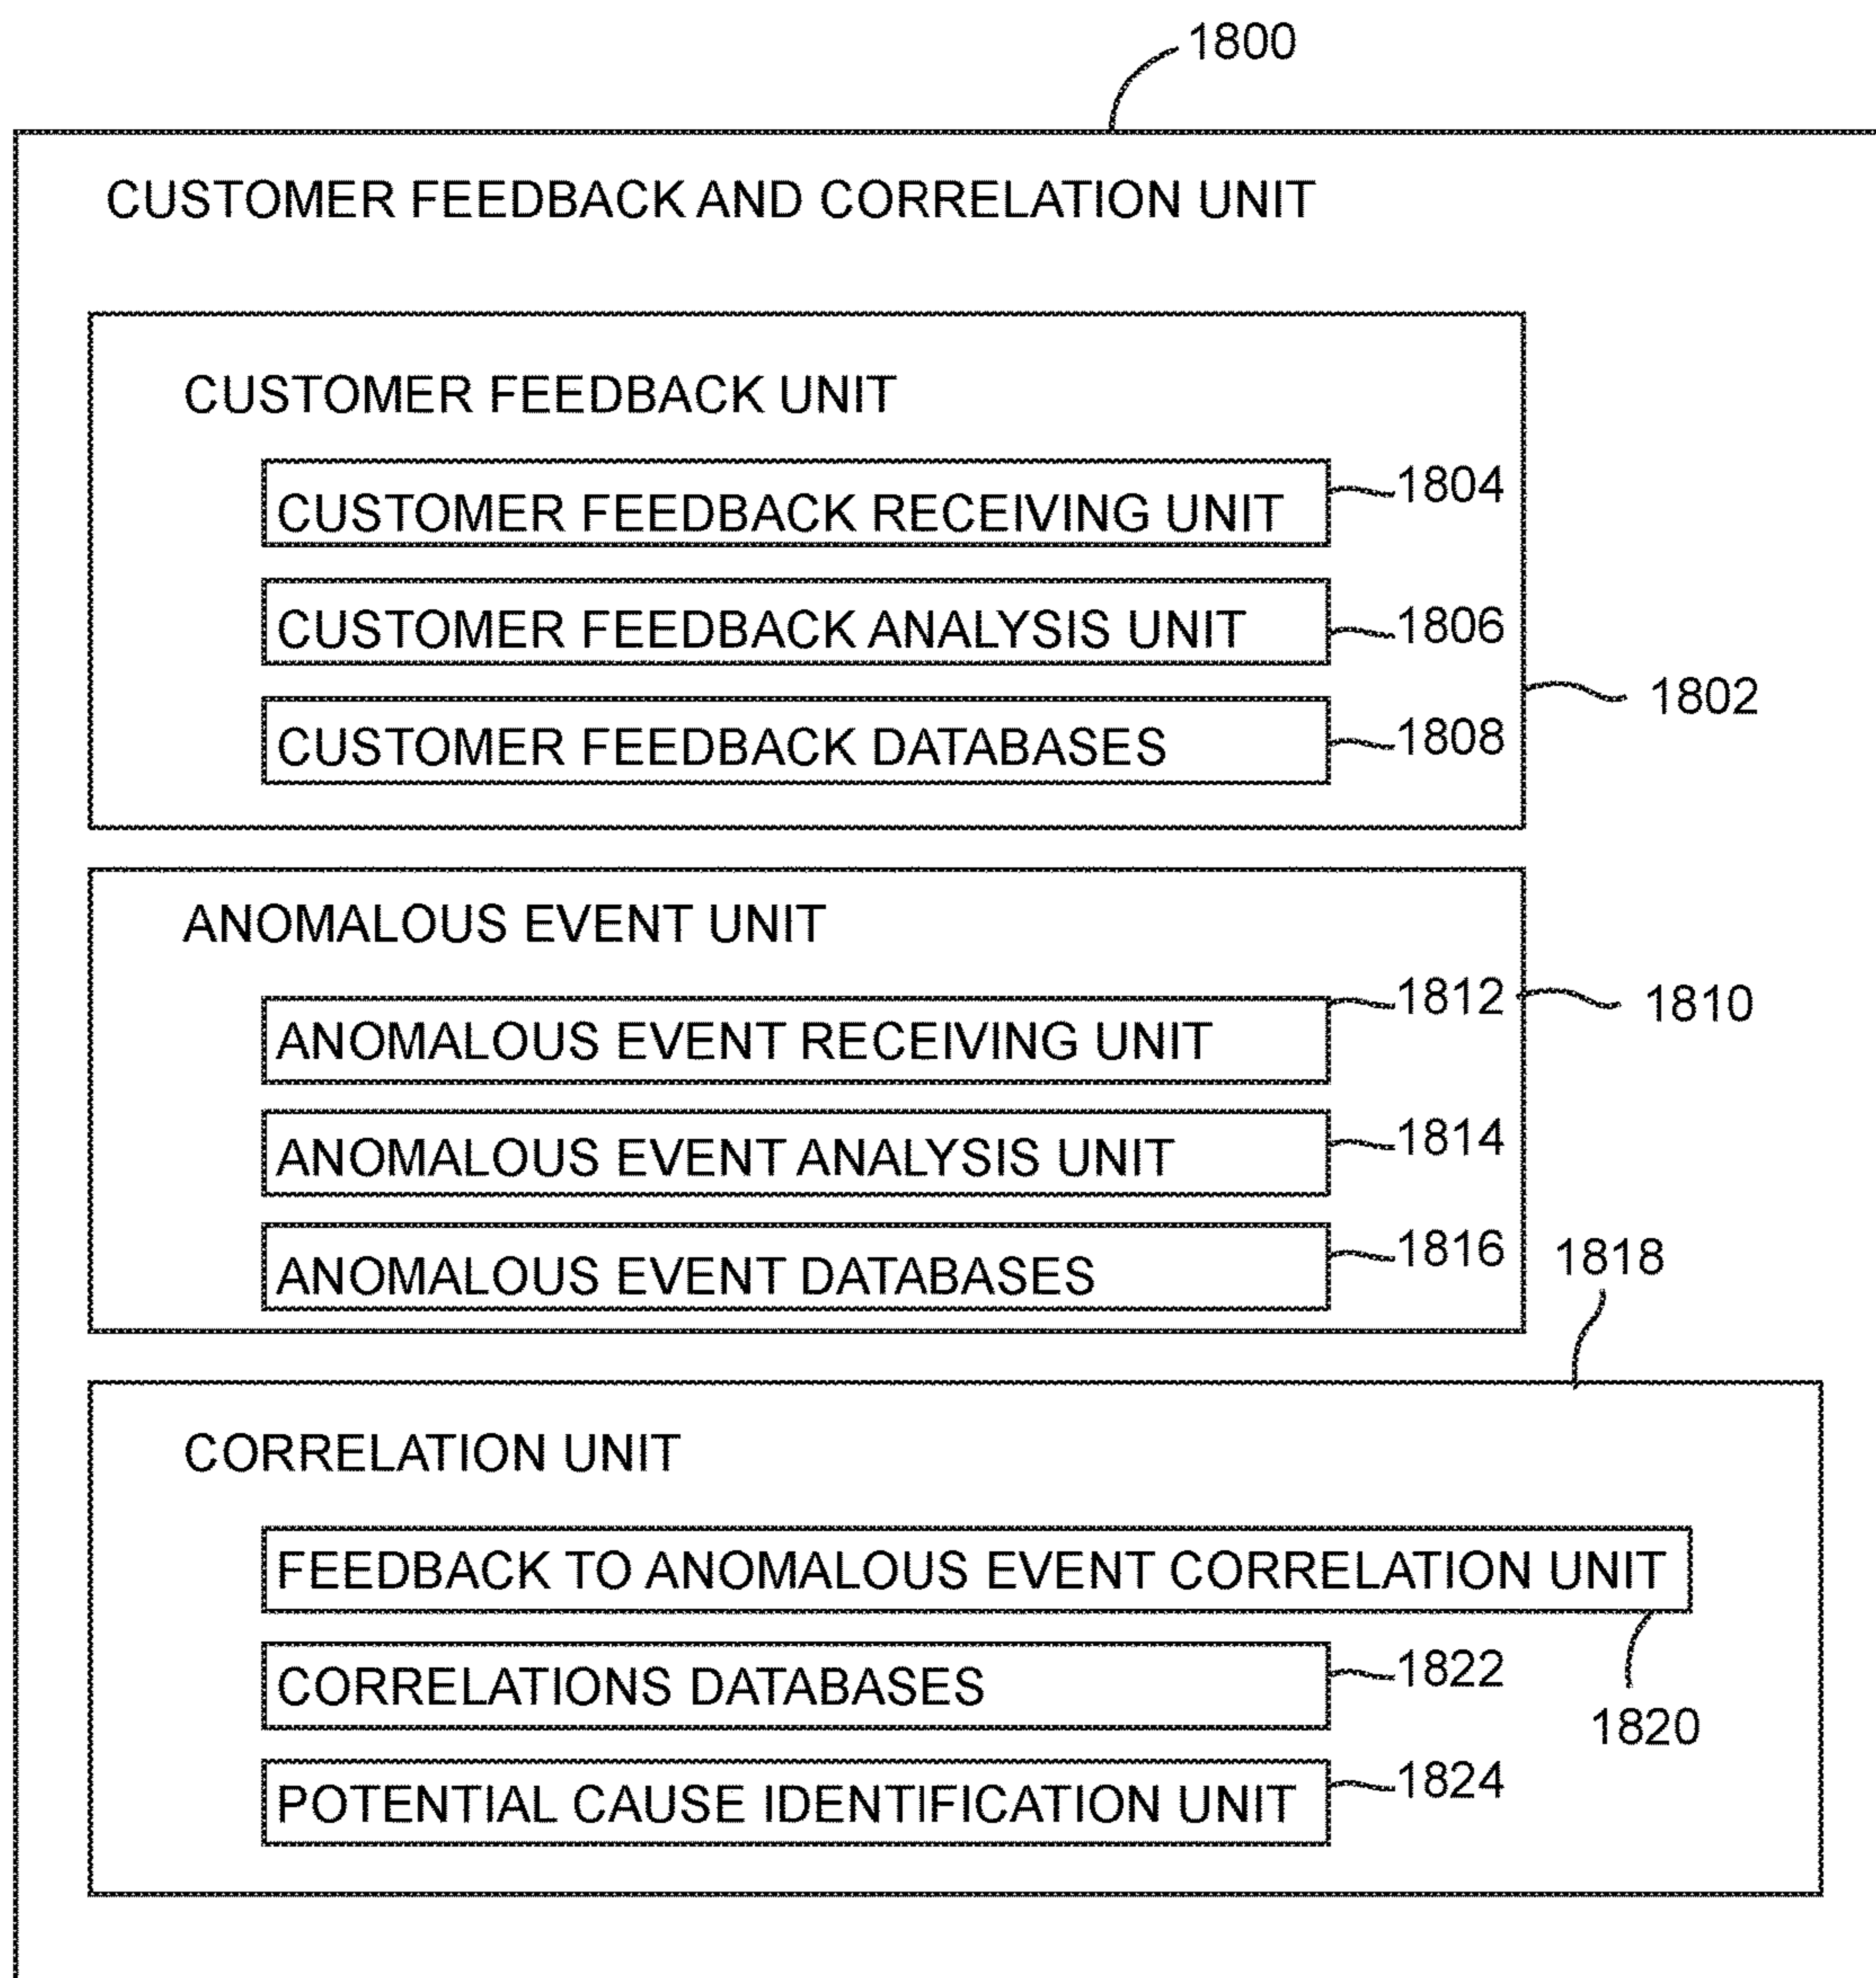 1800
CUSTOMER FEEDBACK AND CORRELATION UNIT
CUSTOMER FEEDBACK UNIT
CUSTOMER FEEDBACK RECEIVING UNIT
1804
CUSTOMER FEEDBACK ANALYSIS UNIT
1806
1802
CUSTOMER FEEDBACK DATABASES
1808
ANOMALOUS EVENT UNIT
ANOMALOUS EVENT RECEIVING UNIT
1812
1810
ANOMALOUS EVENT ANALYSIS UNIT
1814
ANOMALOUS EVENT DATABASES
1816
1818
CORRELATION UNIT
FEEDBACK TO ANOMALOUS EVENT CORRELATION UNIT
1820
CORRELATIONS DATABASES
1822
POTENTIAL CAUSE IDENTIFICATION UNIT
1824